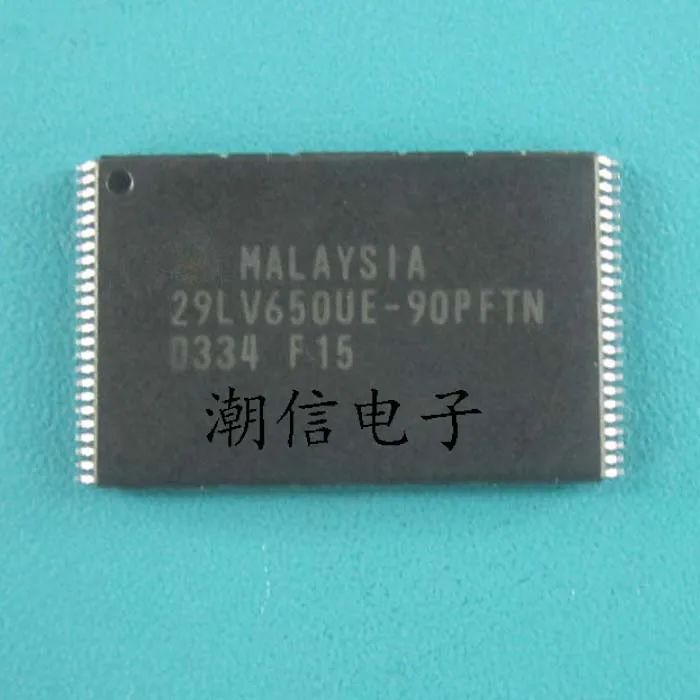 MALAYSIA
29LV650UE-90PFTN
0334 F15
潮信电子